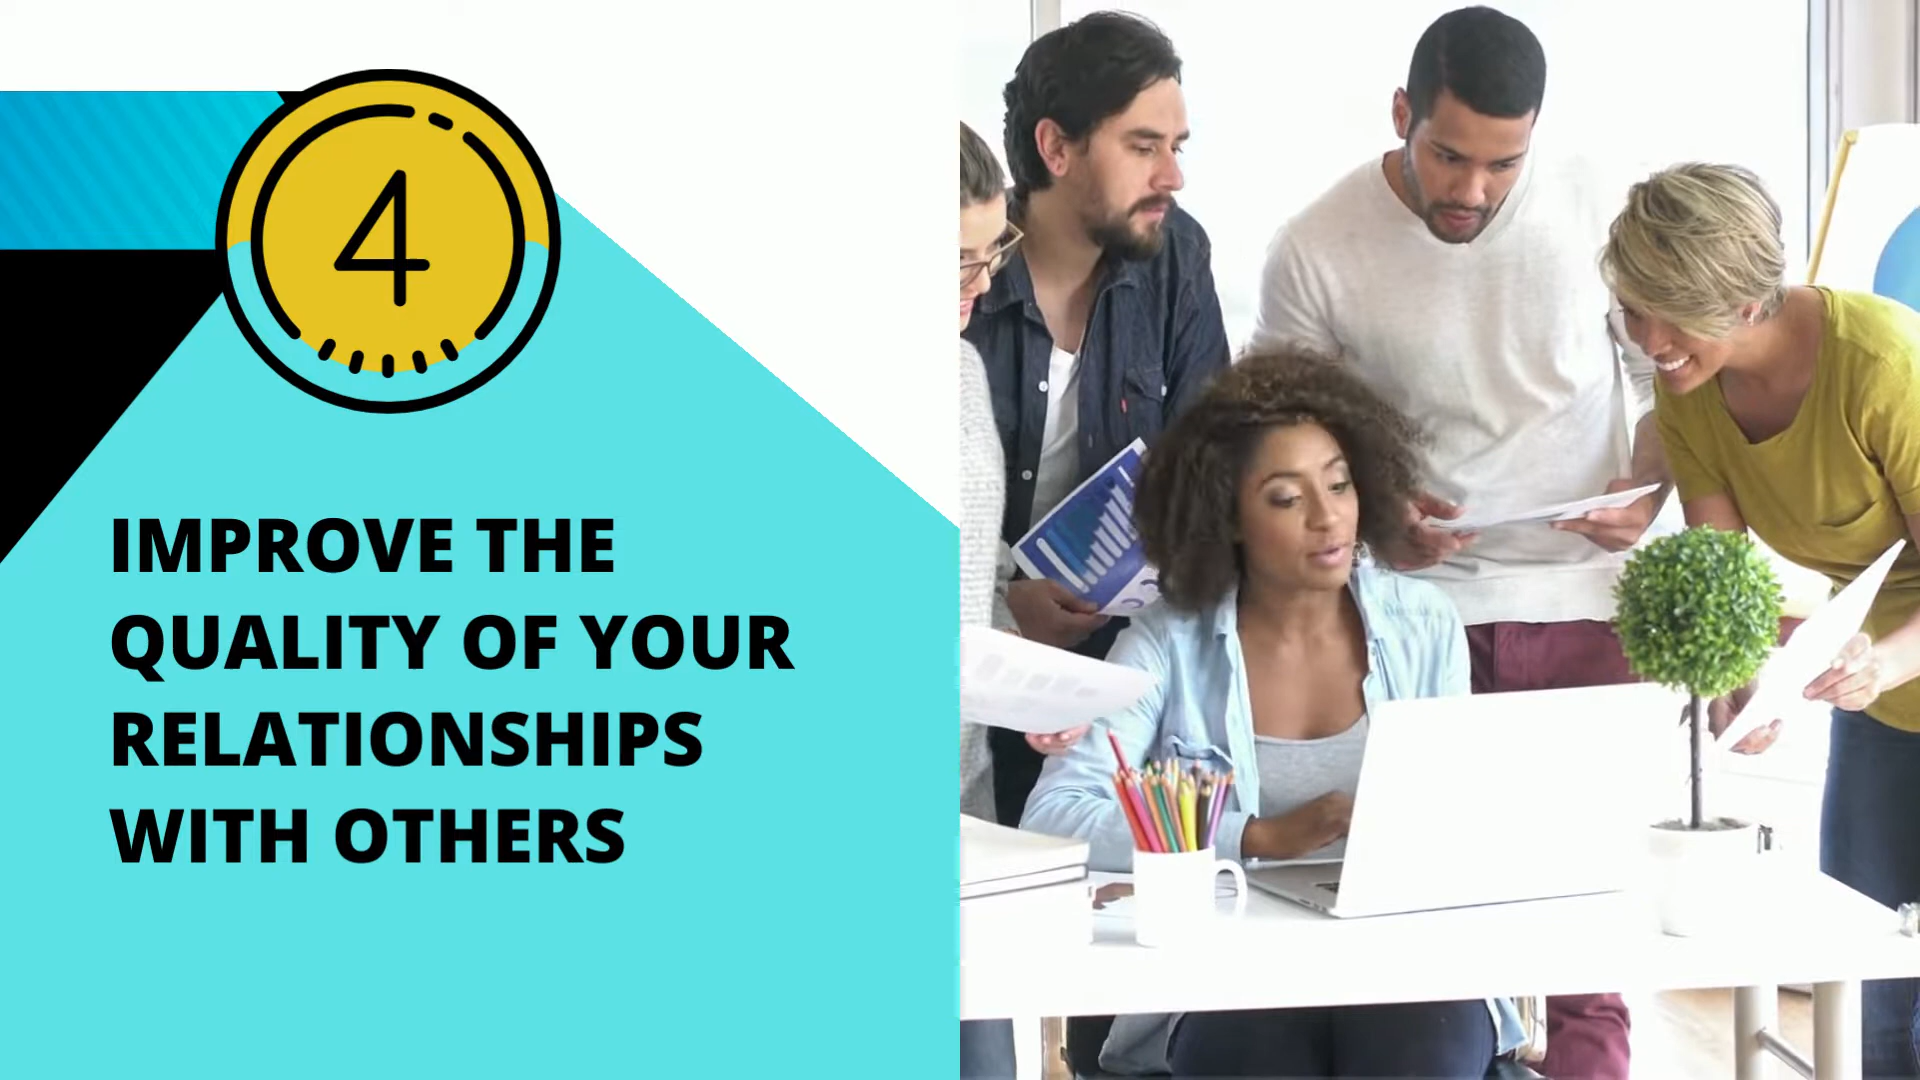 4
IMPROVE THE
QUALITY OF YOUR
RELATIONSHIPS
WITH OTHERS